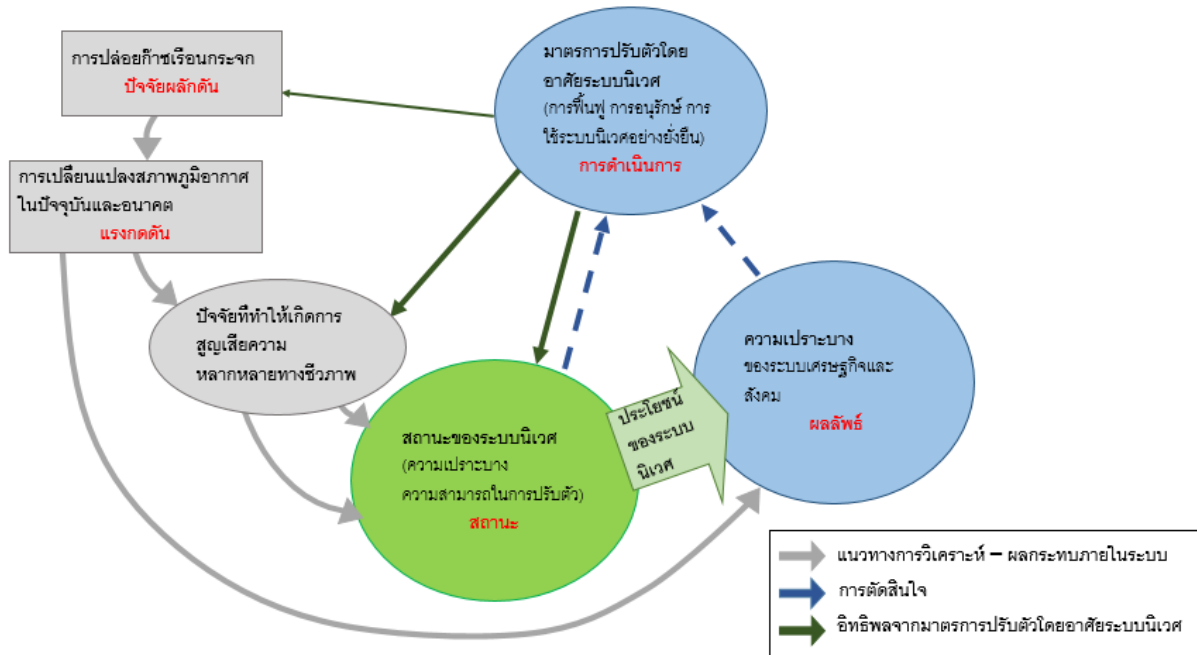 การปล่อยก๊าซเรือนกระจก
ปัจจัยผลักดัน
มาตรการปรับตัวโดย
อาศัยระบบนิเวศ
(การฟื้นฟู การอนุรักษ์ การ
ใช้ระบบนิเวศอย่างยั่งยืน)
การดำเนินการ
การเปลี่ยนแปลงสภาพภูมิอากาศ
ในปัจจุบันและอนาคต
แรงกดดัน
ปัจจัยที่ทำให้เกิดการ
สูญเสียความ
หลากหลายทางชีวภาพ
ความเปราะบาง
ของระบบเศรษฐกิจและ
สังคม
ผลลัพธ์
ประโยชน์
ของระบบ
นิเวศ
สถานะของระบบนิเวศ
(ความเปราะบาง
ความสามารถในการปรับตัว)
สถานะ
แนวทางการวิเคราะห์ – ผลกระทบภายในระบบ
การตัดสินใจ
อิทธิพลจากมาตรการปรับตัวโดยอาศัยระบบนิเวศ